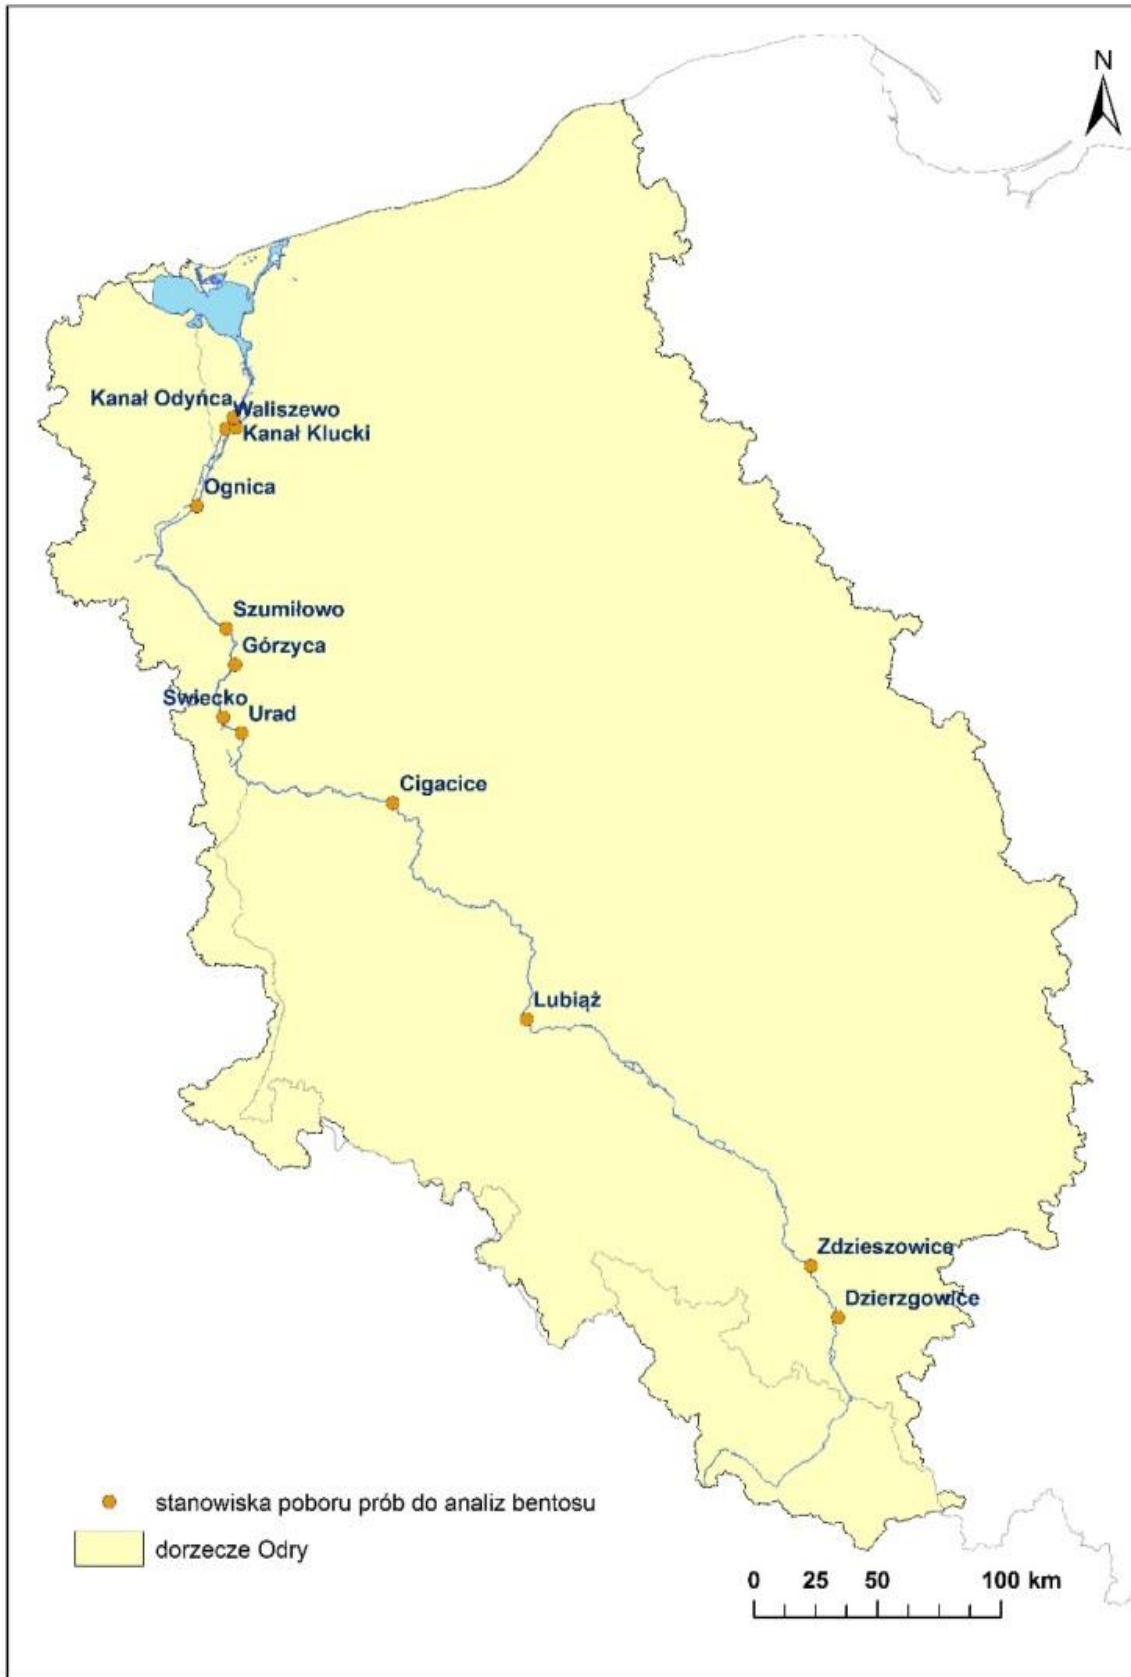 N
Kanał Odyńca
Waliszewo
Kanał Klucki
Ognica
Szumiłowo
Górzyca
Świecko
Urad
Cigacice
Lubiąż
Zdzieszowice
Dzierzgowice
stanowiska poboru prób do analiz bentosu
dorzecze Odry
0 25 50 100 km